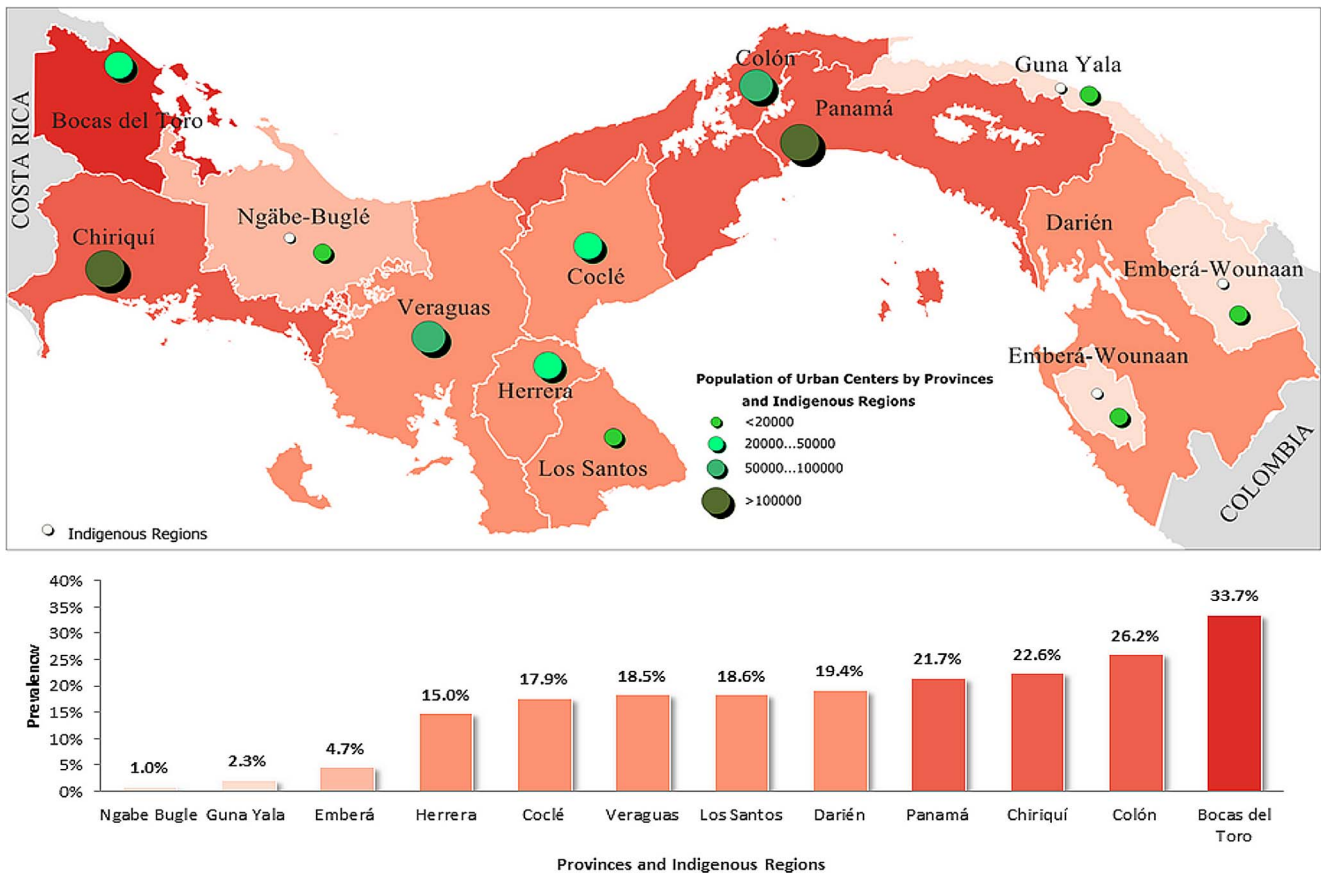 COSTA RICA
Bocas del Toro
Chiriquí
Ngäbe-Buglé
Veraguas
Coclé
Herrera
Los Santos
Colón
Panamá
Guna Yala
Darién
Emberá-Wounaan
Emberá-Wounaan
COLOMBIA
Population of Urban Centers by Provinces
and Indigenous Regions
<20000
20000...50000
50000...100000
>100000
Indigenous Regions
Prevalenow
40%
35%
30%
25%
20%
15%
10%
5%
0%
1.0%
2.3%
4.7%
15.0%
17.9%
18.5%
18.6%
19.4%
21.7%
22.6%
26.2%
33.7%
Ngabe Bugle
Guna Yala
Emberá
Herrera
Coclé
Veraguas
Los Santos
Darién
Panamá
Chiriquí
Colón
Bocas del
Toro
Provinces and Indigenous Regions